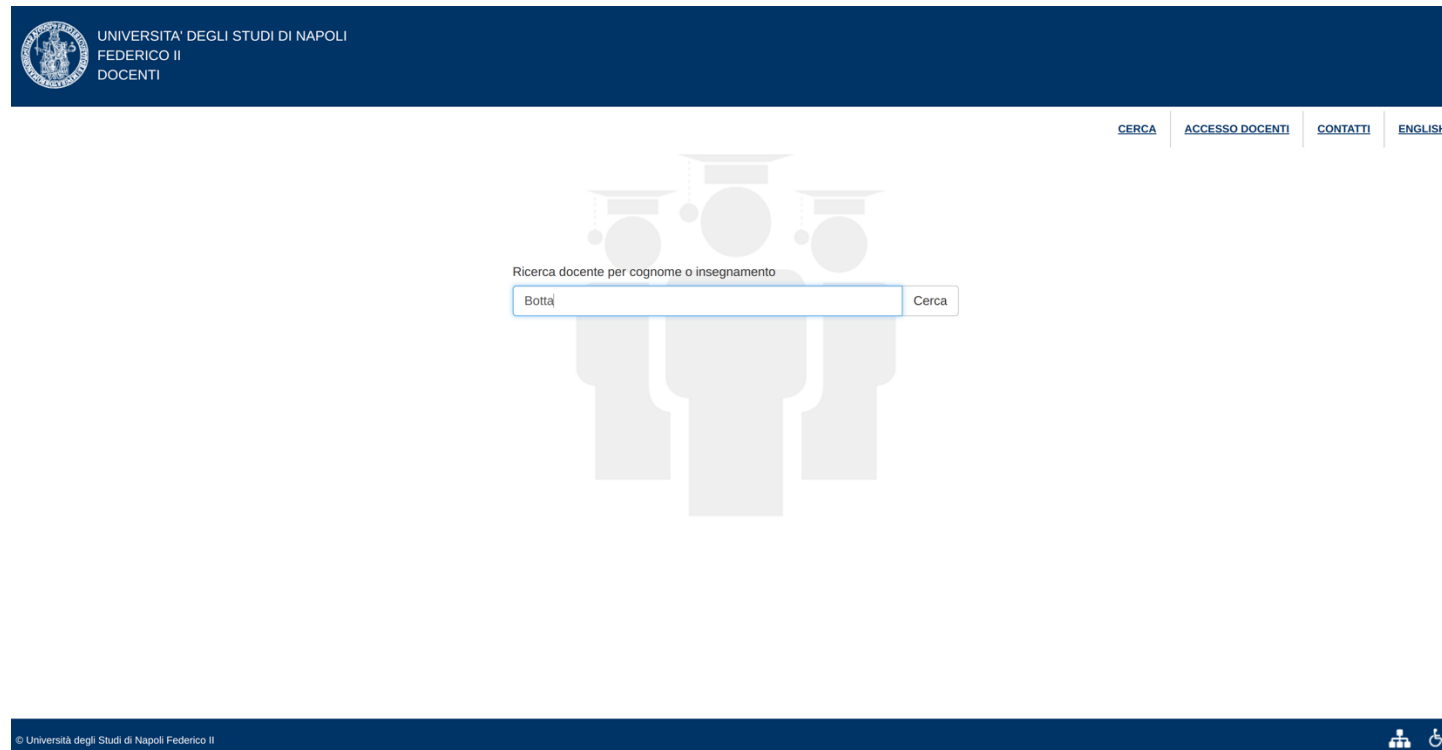 UNIVERSITA' DEGLI STUDI DI NAPOLI
FEDERICO II
DOCENTI
CERCA
ACCESSO DOCENTI
CONTATTI
ENGLISH
Ricerca docente per cognome o insegnamento
Botta
Cerca
© Università degli Studi di Napoli Federico II